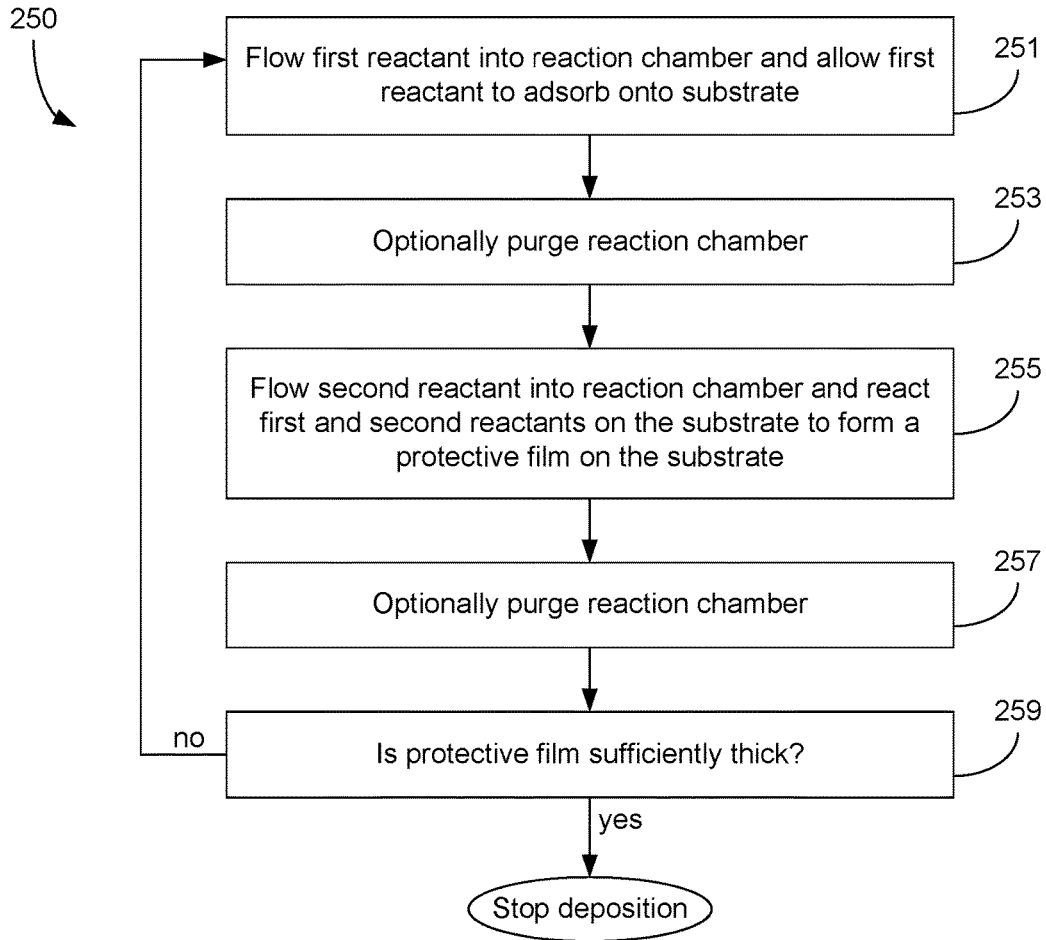 250
Flow first reactant into reaction chamber and allow first
reactant to adsorb onto substrate
251
Optionally purge reaction chamber
253
Flow second reactant into reaction chamber and react
first and second reactants on the substrate to form a
protective film on the substrate
255
Optionally purge reaction chamber
257
Is protective film sufficiently thick?
259
no
yes
Stop deposition